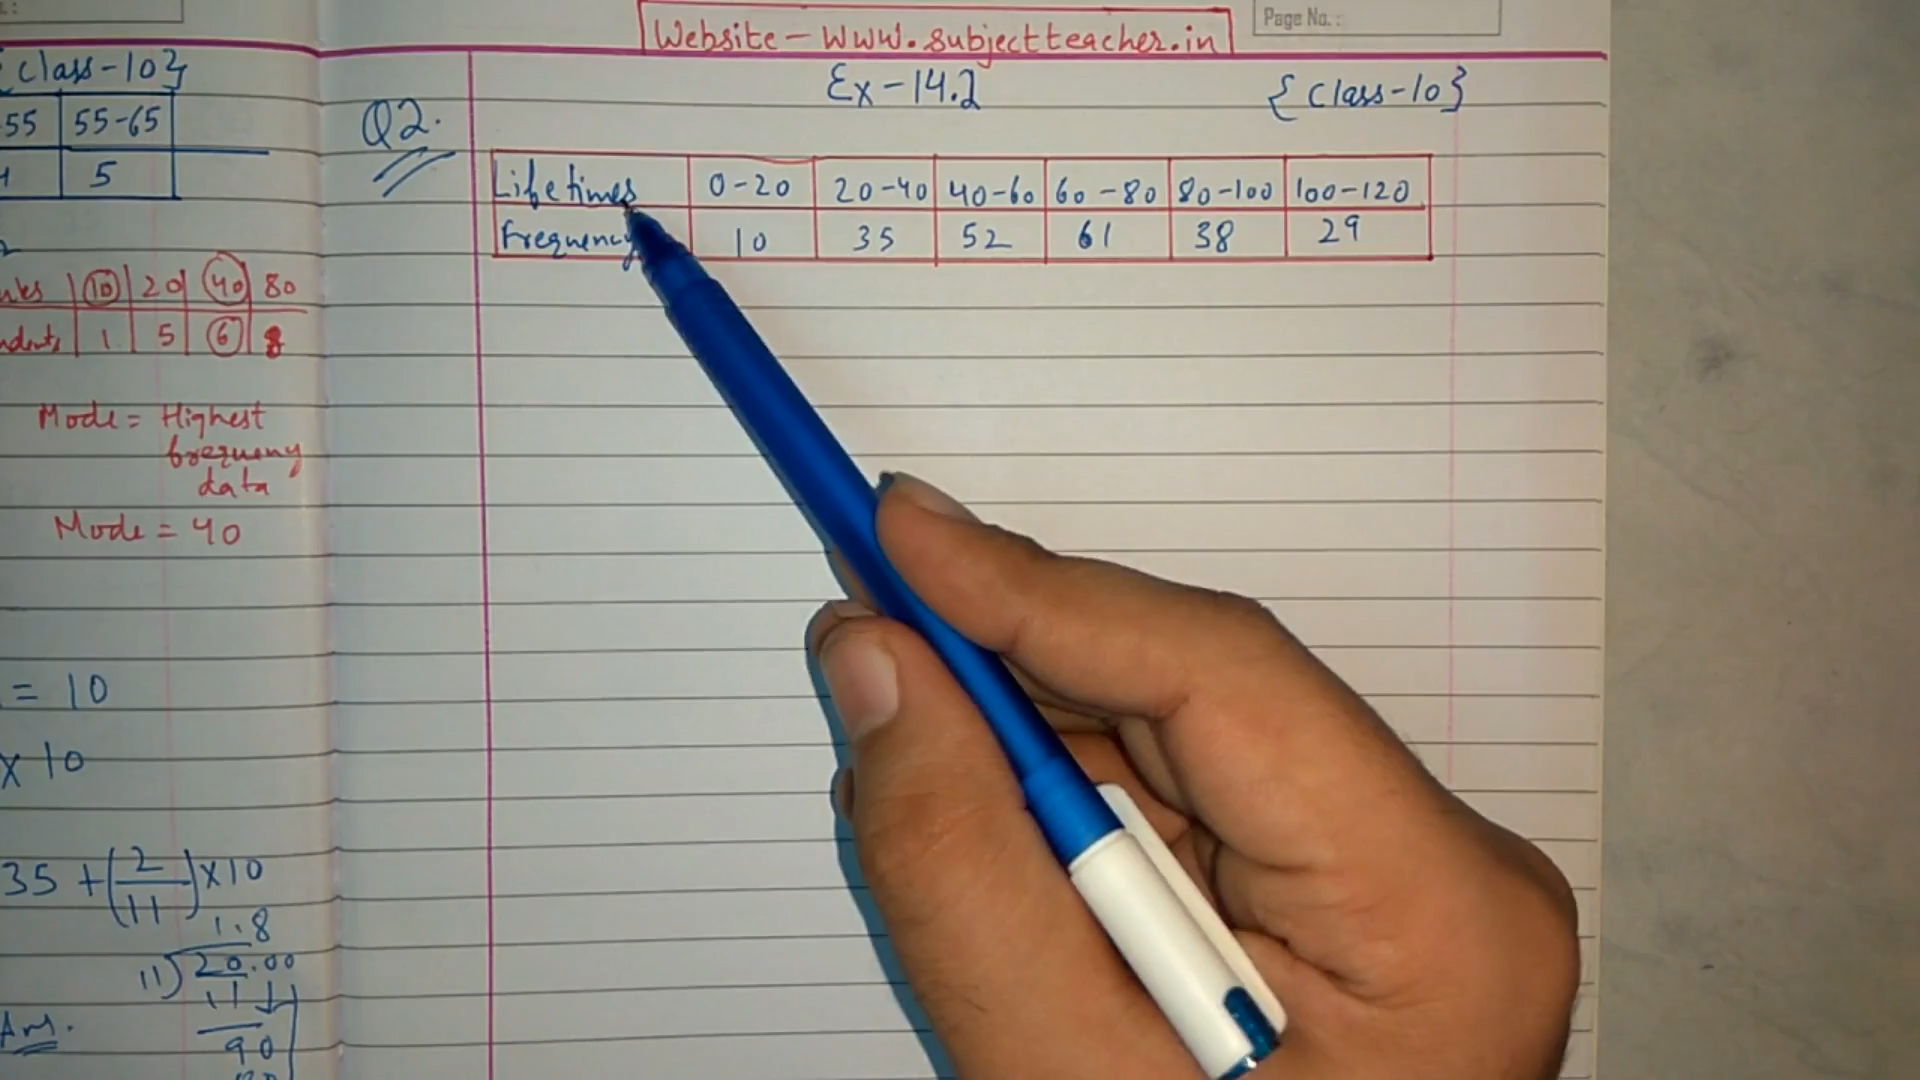 Page No. :
Website - www.subjectteacher.in
{Class-10}
55 | 55-65
5
20 | 40 | 80
1 | 5 | 6 | 8
Mode = Highest
frequeny
data
Mode = 40
= 10
x 10
35 + (2/11) x 10
1.8
11) 20.00
11
90
Ans.
Ex-14.2
{Class-10}
Q2.
Lifetimes | 0-20 | 20-40 | 40-60 | 60-80 | 80-100 | 100-120
Frequency | 10 | 35 | 52 | 61 | 38 | 29